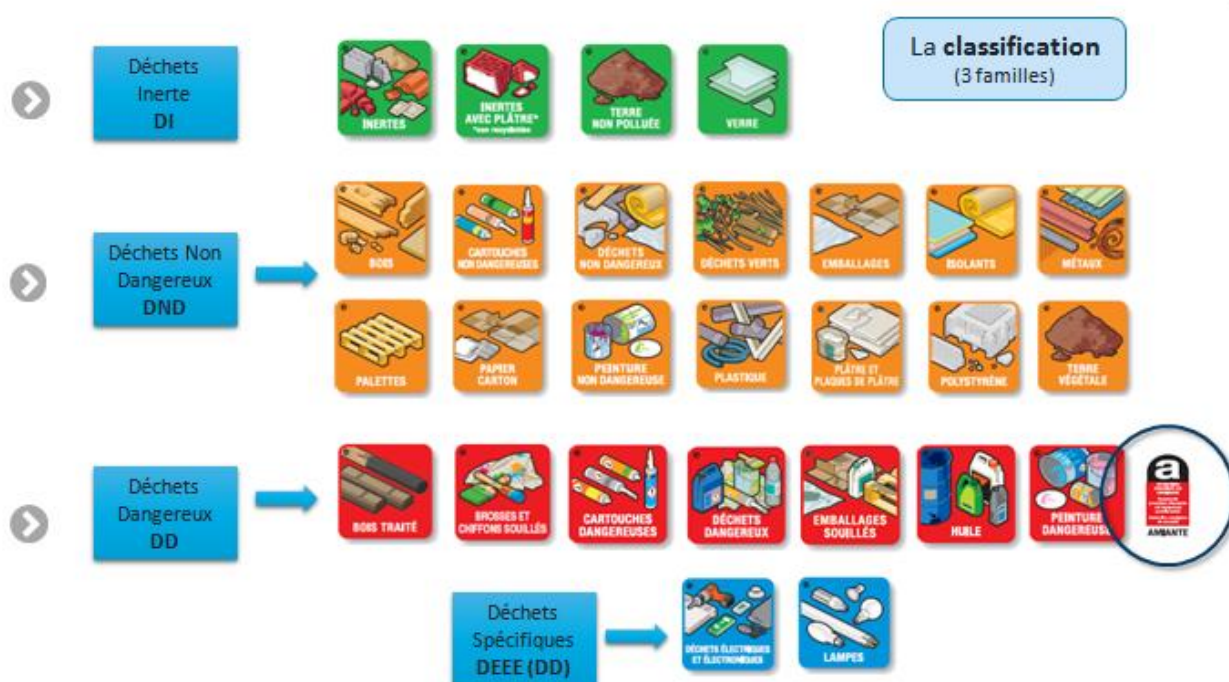 La classification
(3 familles)
Déchets
Inerte
DI
INERTES
INERTES
AVEC PLÂTRE*
*non recyclables
TERRE
NON POLLUÉE
VERRE
Déchets Non
Dangereux
DND
BOIS
CARTOUCHES
NON DANGEREUSES
DÉCHETS
NON DANGEREUX
DÉCHETS VERTS
EMBALLAGES
ISOLANTS
MÉTAUX
PALETTES
PAPIER
CARTON
PEINTURE
NON DANGEREUSE
PLASTIQUE
PLÂTRE ET
PLAQUES DE PLÂTRE
POLYSTYRÈNE
TERRE
VÉGÉTALE
Déchets
Dangereux
DD
BOIS TRAITÉ
BROSSES ET
CHIFFONS SOUILLÉS
CARTOUCHES
DANGEREUSES
DÉCHETS
DANGEREUX
EMBALLAGES
SOUILLÉS
HUILE
PEINTURE
DANGEREUSE
a
AMIANTE
Déchets
Spécifiques
DEEE (DD)
DÉCHETS ÉLECTRIQUES
ET ÉLECTRONIQUES
LAMPES